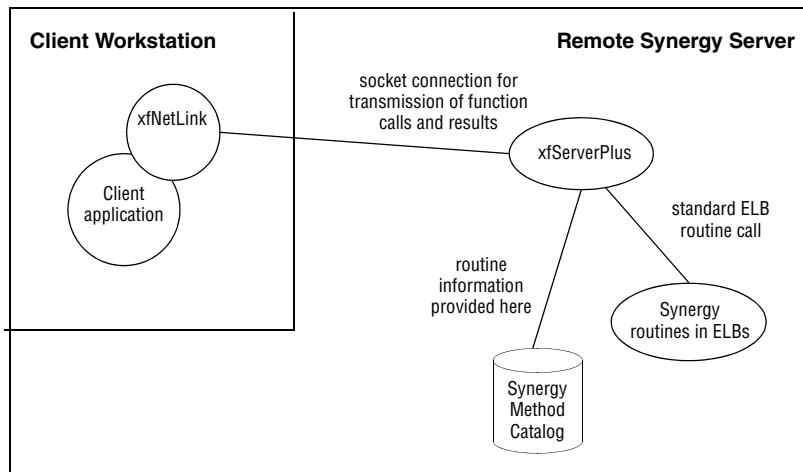 Client Workstation
Remote Synergy Server
socket connection for
transmission of function
calls and results
xfNetLink
xfServerPlus
Client
application
standard ELB
routine call
routine
information
provided here
Synergy
routines in ELBs
Synergy
Method
Catalog